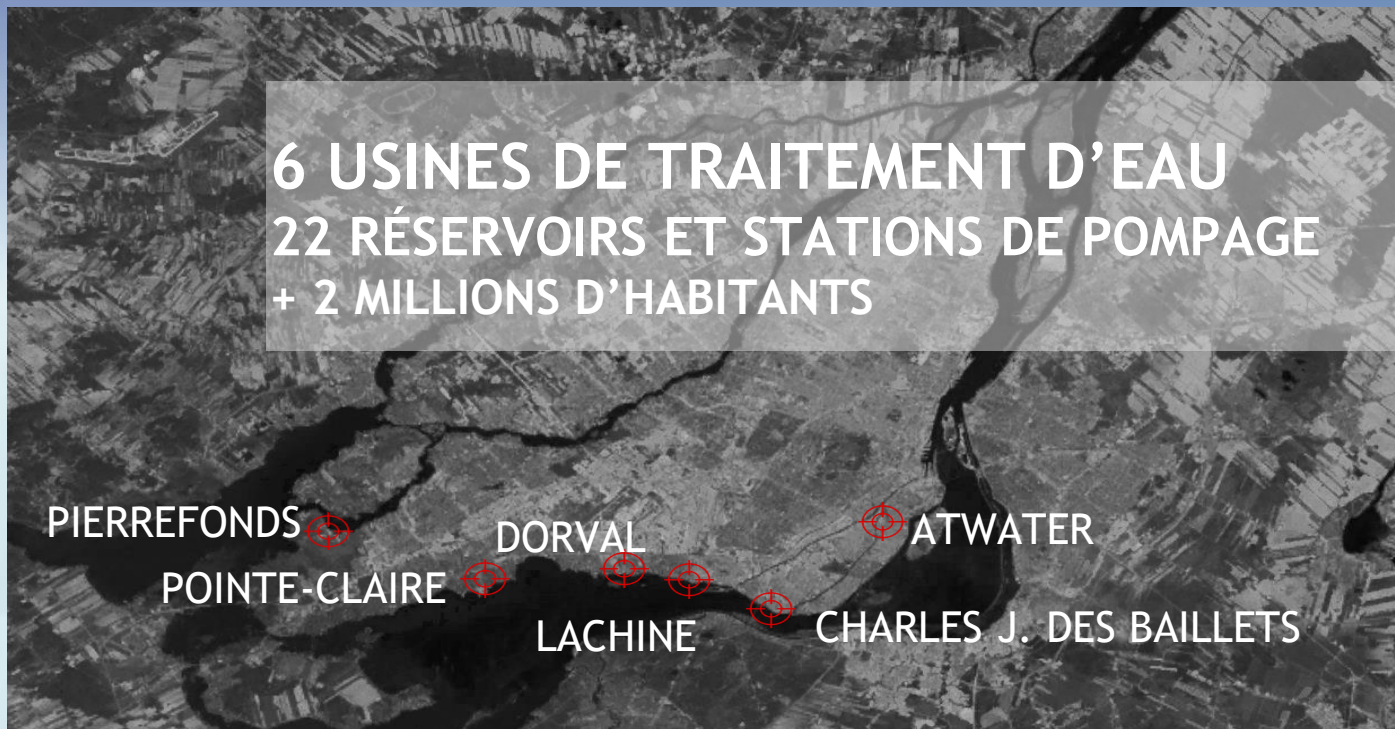 6 USINES DE TRAITEMENT D’EAU
22 RÉSERVOIRS ET STATIONS DE POMPAGE
+ 2 MILLIONS D’HABITANTS
PIERREFONDS
DORVAL
ATWATER
POINTE-CLAIRE
LACHINE
CHARLES J. DES BAILLETS